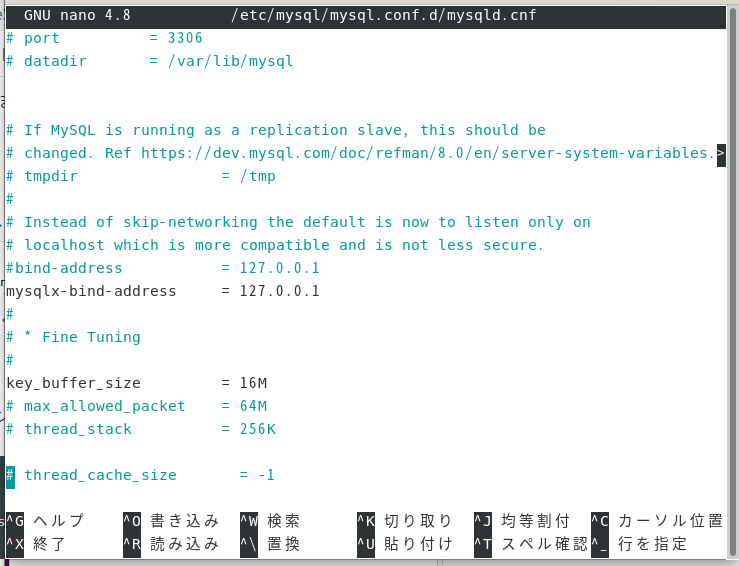 GNU nano 4.8 /etc/mysql/mysql.conf.d/mysqld.cnf
# port = 3306
# datadir = /var/lib/mysql
# If MySQL is running as a replication slave, this should be
# changed. Ref https://dev.mysql.com/doc/refman/8.0/en/server-system-variables.>
# tmpdir = /tmp
#
# Instead of skip-networking the default is now to listen only on
# localhost which is more compatible and is not less secure.
#bind-address = 127.0.0.1
mysqlx-bind-address = 127.0.0.1
#
# * Fine Tuning
#
key_buffer_size = 16M
# max_allowed_packet = 64M
# thread_stack = 256K
# thread_cache_size = -1
^G ヘルプ ^O 書き込み ^W 検索 ^K 切り取り ^J 均等割付 ^C カーソル位置
^X 終了 ^R 読み込み ^\ 置換 ^U 貼り付け ^T スペル確認 ^_ 行を指定